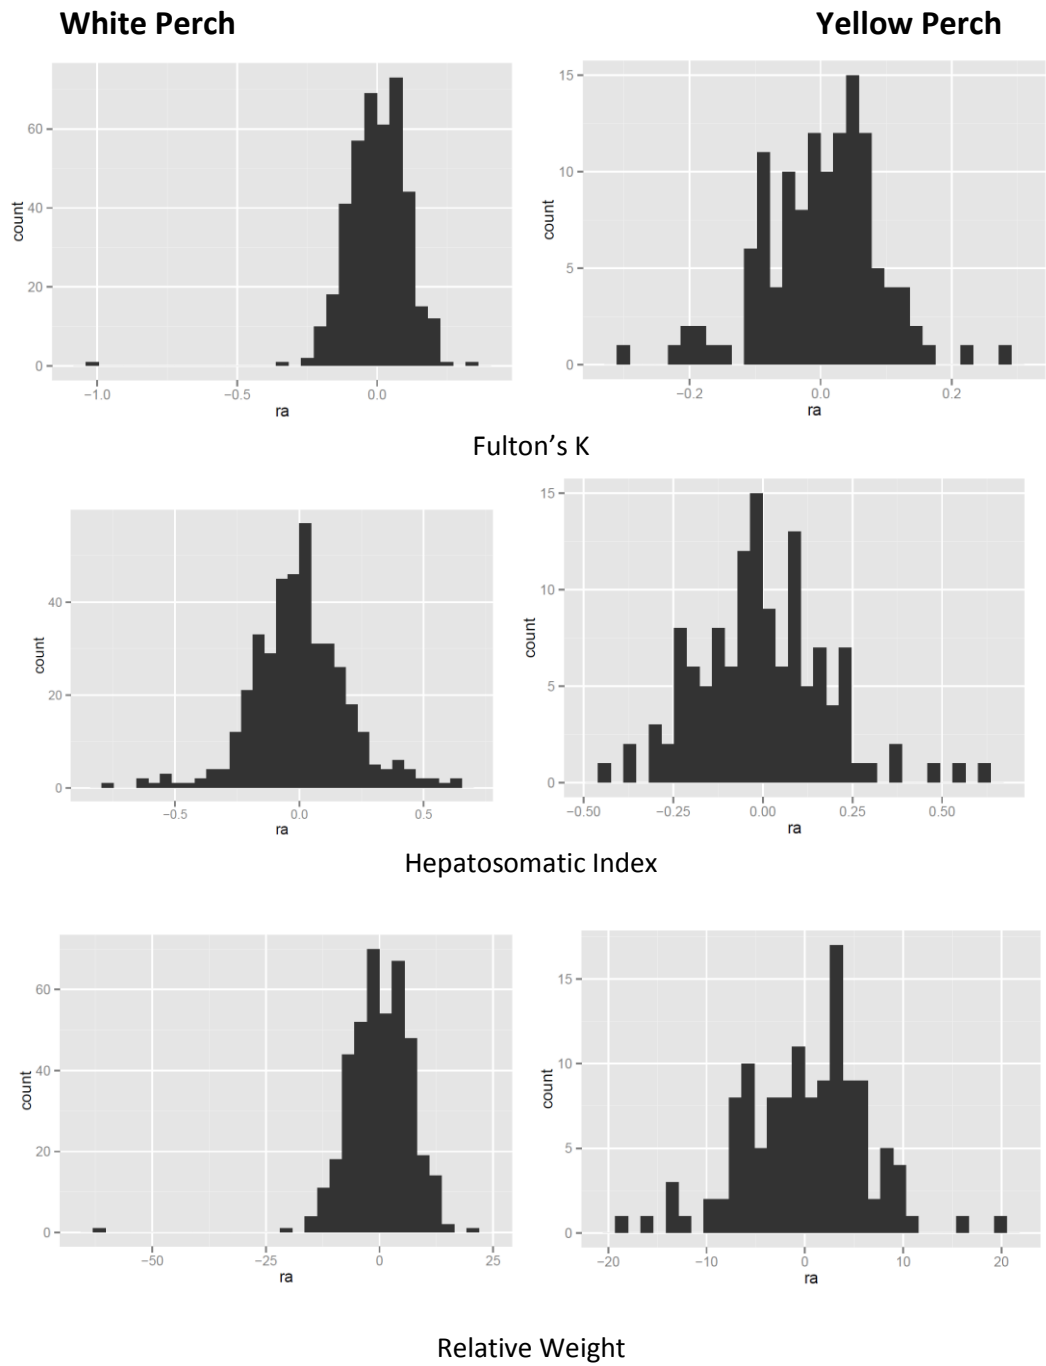 White Perch
Yellow Perch
60
40
20
0
count
−1.0
−0.5
0.0
ra
15
10
5
0
count
−0.2
0.0
0.2
ra
Fulton’s K
40
20
0
count
−0.5
0.0
0.5
ra
15
10
5
0
count
−0.50
−0.25
0.00
0.25
0.50
ra
Hepatosomatic Index
60
40
20
0
count
−50
−25
0
25
ra
15
10
5
0
count
−20
−10
0
10
20
ra
Relative Weight